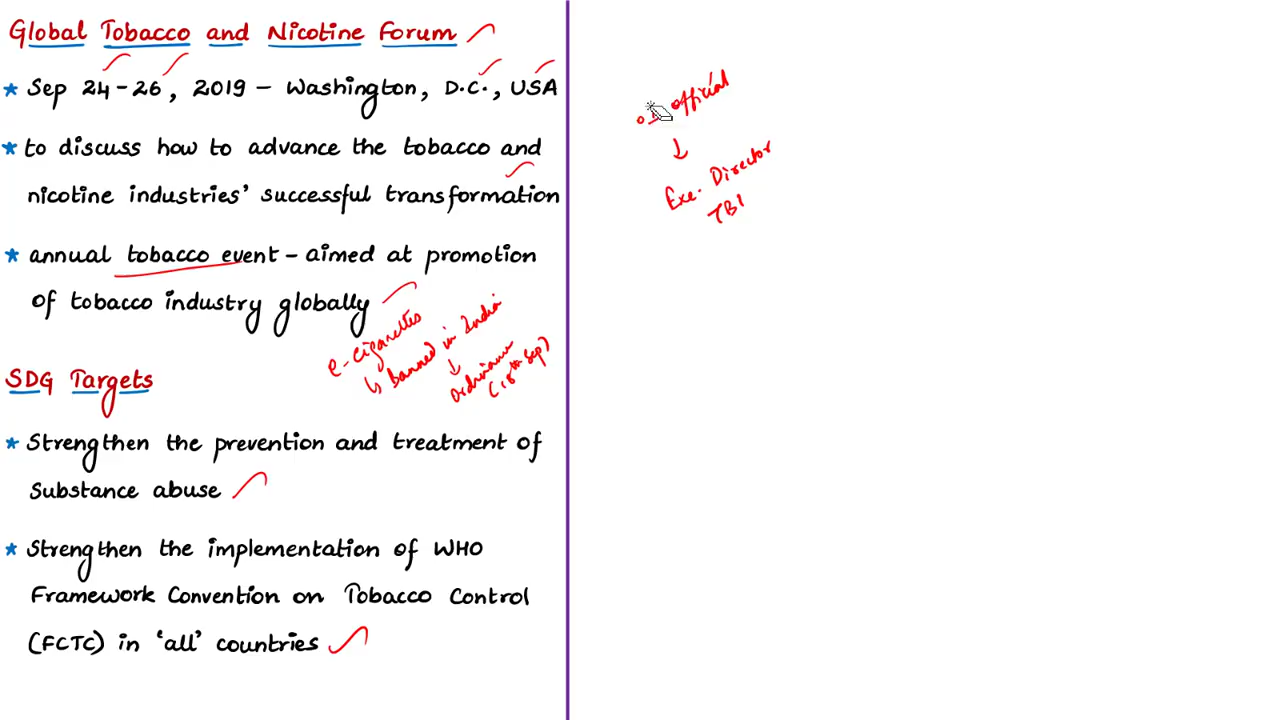 Global Tobacco and Nicotine Forum
* Sep 24-26, 2019 - Washington, D.C., USA
* to discuss how to advance the tobacco and
nicotine industries' successful transformation
* annual tobacco event - aimed at promotion
of tobacco industry globally
e-cigarettes
↳ Banned in India
↓
Ordinance
(18th Sep)
SDG Targets
* Strengthen the prevention and treatment of
Substance abuse
* Strengthen the implementation of WHO
Framework Convention on Tobacco Control
(FCTC) in 'all' countries
official
↓
Exe. Director
TBI